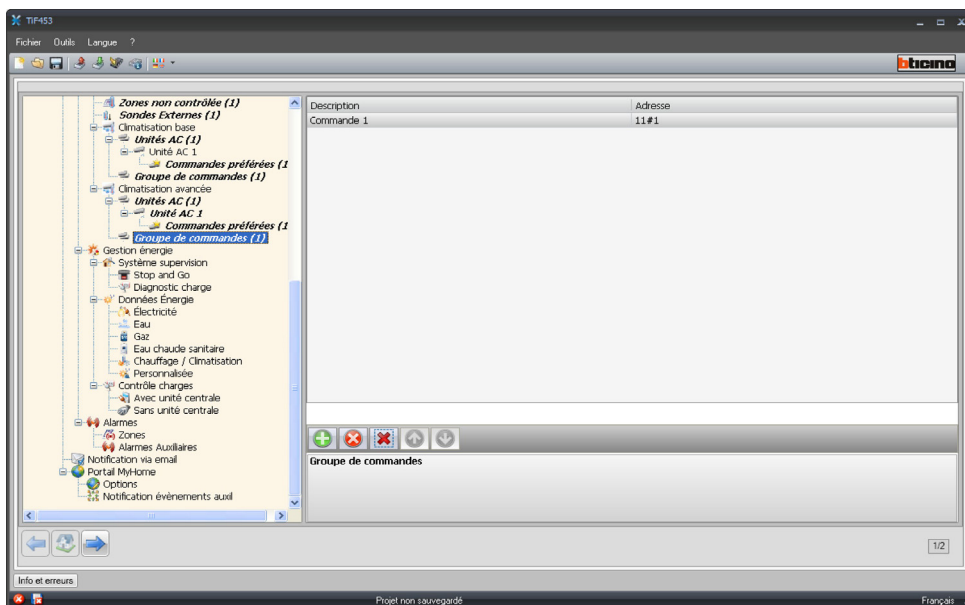 TiF453
Fichier Outils Langue ?
bticino
Zones non contrôlée (1)
Sondes Externes (1)
Climatisation base
Unités AC (1)
Unité AC 1
Commandes préférées (1
Groupe de commandes (1)
Climatisation avancée
Unités AC (1)
Unité AC 1
Commandes préférées (1
Groupe de commandes (1)
Gestion énergie
Système supervision
Stop and Go
Diagnostic charge
Données Énergie
Électricité
Eau
Gaz
Eau chaude sanitaire
Chauffage / Climatisation
Personnalisée
Contrôle charges
Avec unité centrale
Sans unité centrale
Alarmes
Zones
Alarmes Auxiliaires
Notification via email
Portail MyHome
Options
Notification évènements auxil
Description Adresse
Commande 1 11#1
Groupe de commandes
1/2
Info et erreurs
Projet non sauvegardé Français